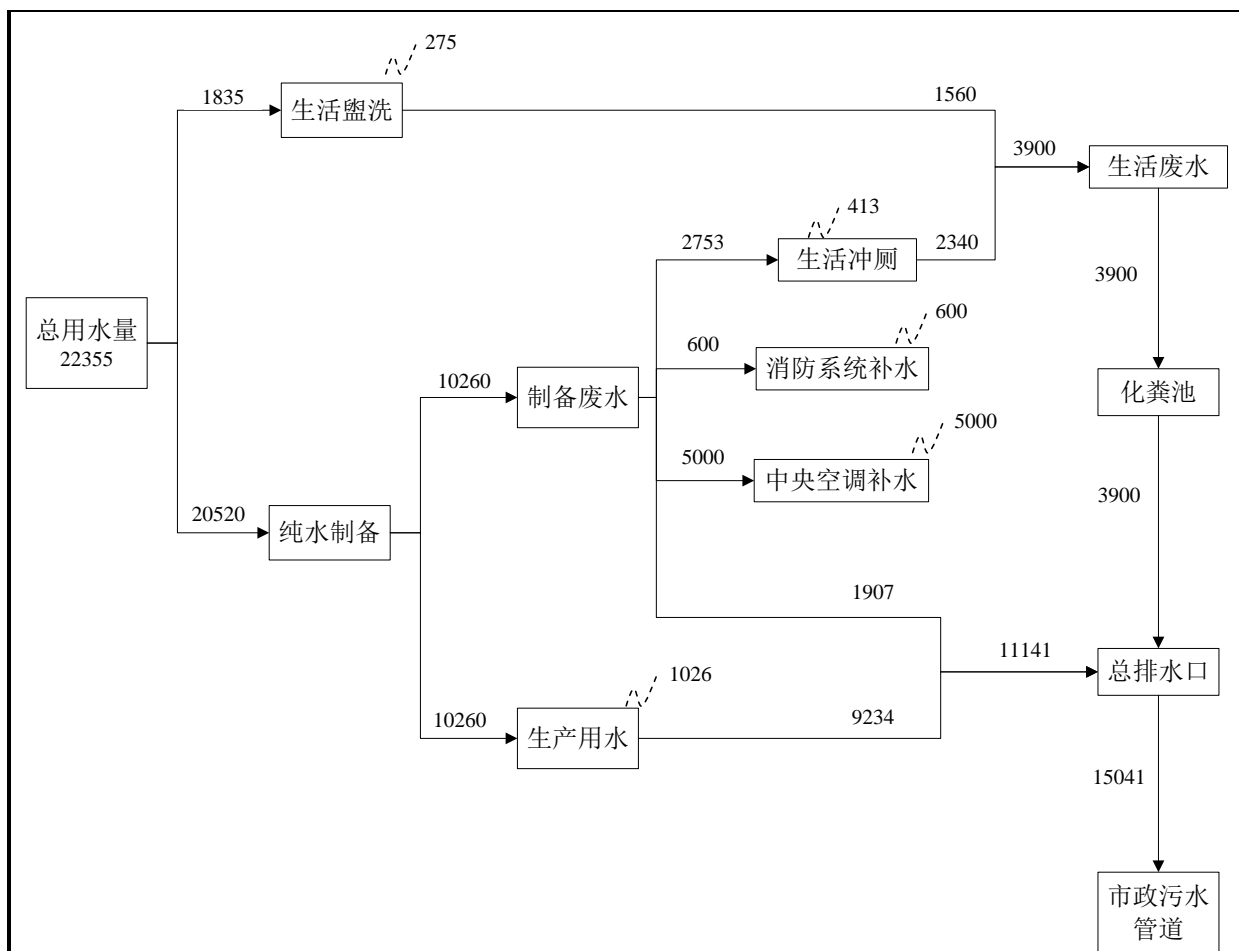 275
1835
生活盥洗
1560
3900
生活废水
413
2753
生活冲厕
2340
3900
总用水量
22355
600
600
消防系统补水
10260
制备废水
化粪池
5000
5000
中央空调补水
3900
20520
纯水制备
1907
11141
总排水口
1026
10260
生产用水
9234
15041
市政污水
管道